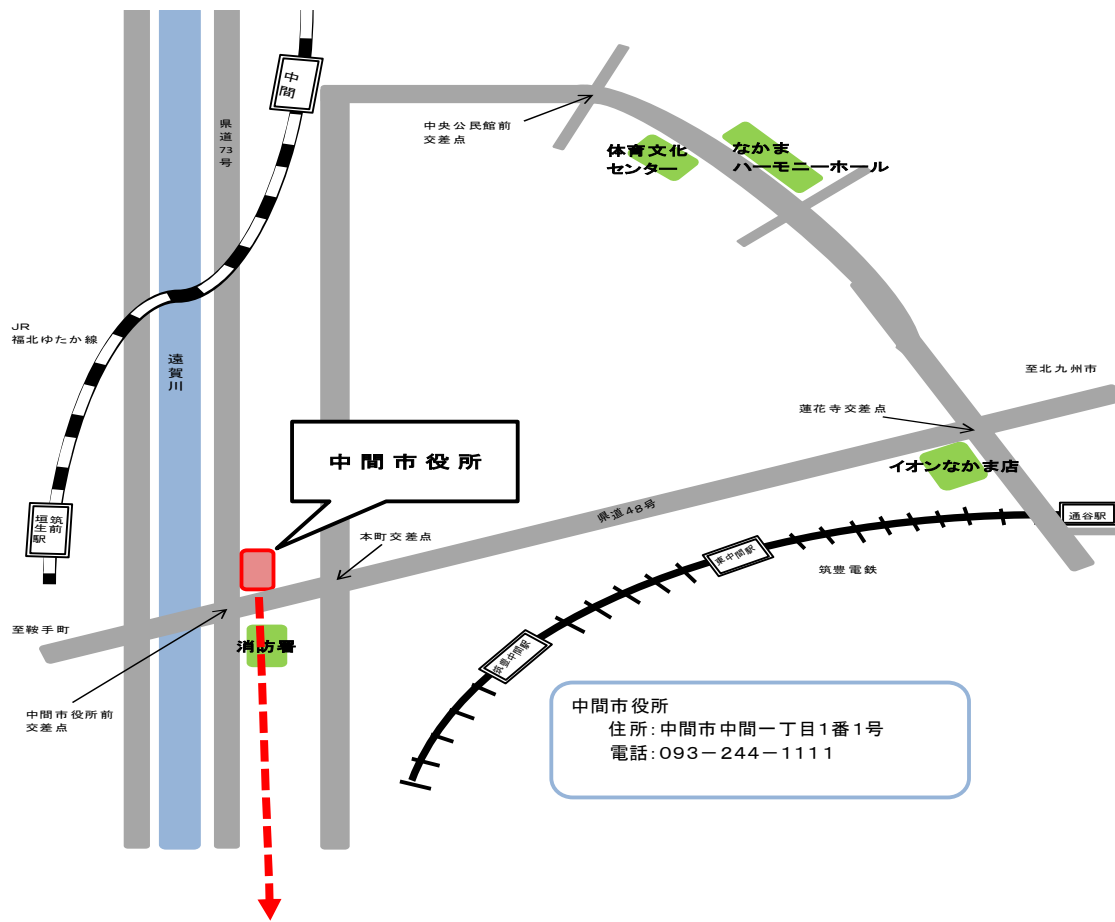 中間
県道73号
中央公民館前
交差点
体育文化
センター
なかま
ハーモニーホール
JR
福北ゆたか線
遠賀川
至北九州市
蓮花寺交差点
中間市役所
イオンなかま店
県道48号
筑前
垣生駅
通谷駅
本町交差点
東中間駅
筑豊電鉄
至鞍手町
消防署
筑豊中間駅
中間市役所前
交差点
中間市役所
住所:中間市中間一丁目1番1号
電話:093－244－1111